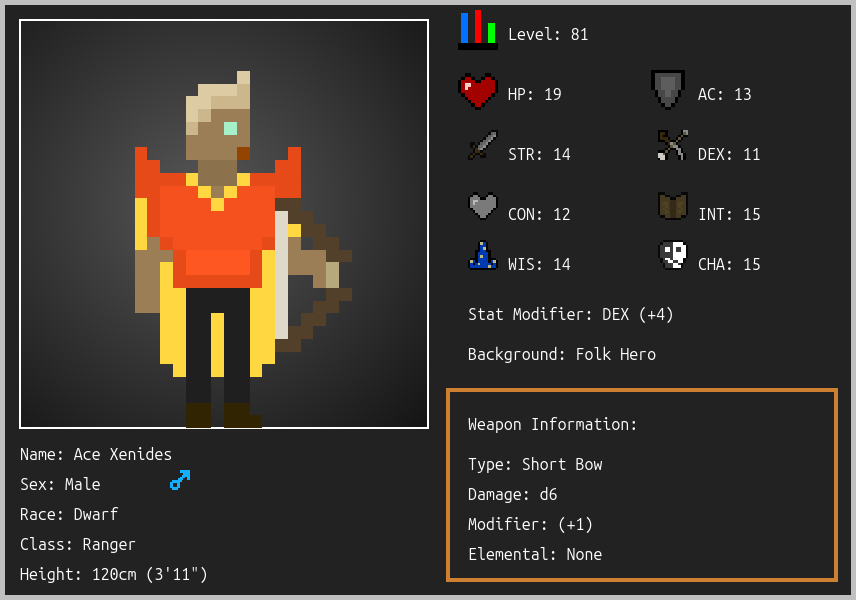 Level: 81
HP: 19
AC: 13
STR: 14
DEX: 11
CON: 12
INT: 15
WIS: 14
CHA: 15
Stat Modifier: DEX (+4)
Background: Folk Hero
Weapon Information:
Type: Short Bow
Damage: d6
Modifier: (+1)
Elemental: None
Name: Ace Xenides
Sex: Male
Race: Dwarf
Class: Ranger
Height: 120cm (3'11")